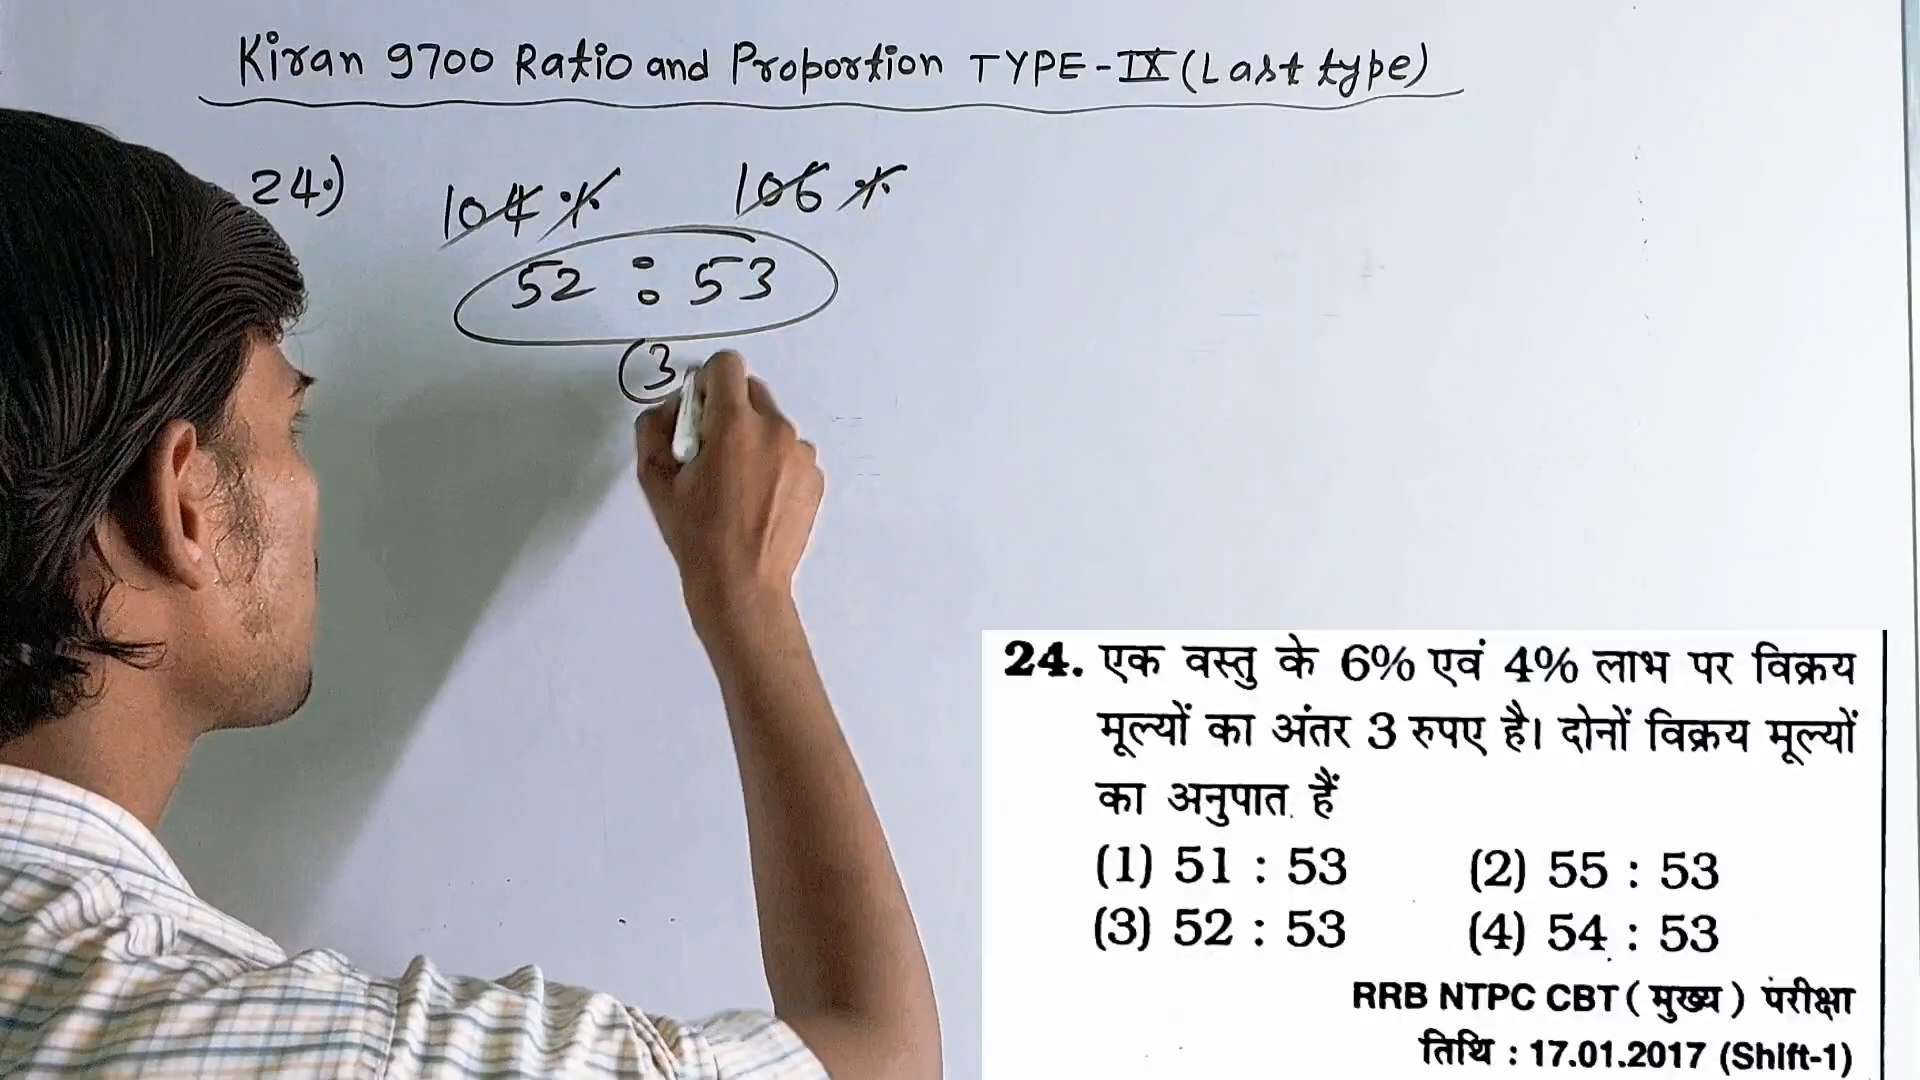 Kiran 9700 Ratio and Proportion TYPE-IX (Last type)
24.) 104% 106%
52 : 53
(3
24. एक वस्तु के 6% एवं 4% लाभ पर विक्रय
मूल्यों का अंतर 3 रुपए है। दोनों विक्रय मूल्यों
का अनुपात हैं
(1) 51 : 53 (2) 55 : 53
(3) 52 : 53 (4) 54 : 53
RRB NTPC CBT ( मुख्य ) परीक्षा
तिथि : 17.01.2017 (Shift-1)